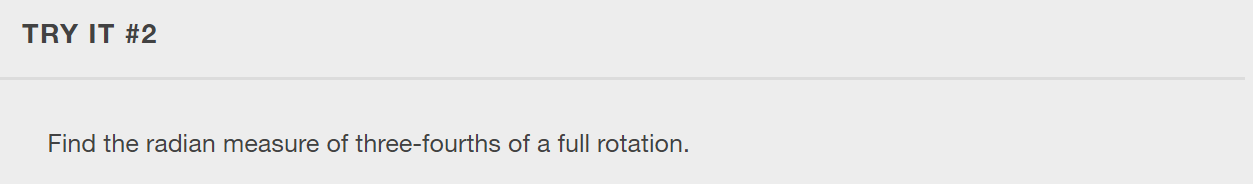 TRY IT #2
Find the radian measure of three-fourths of a full rotation.